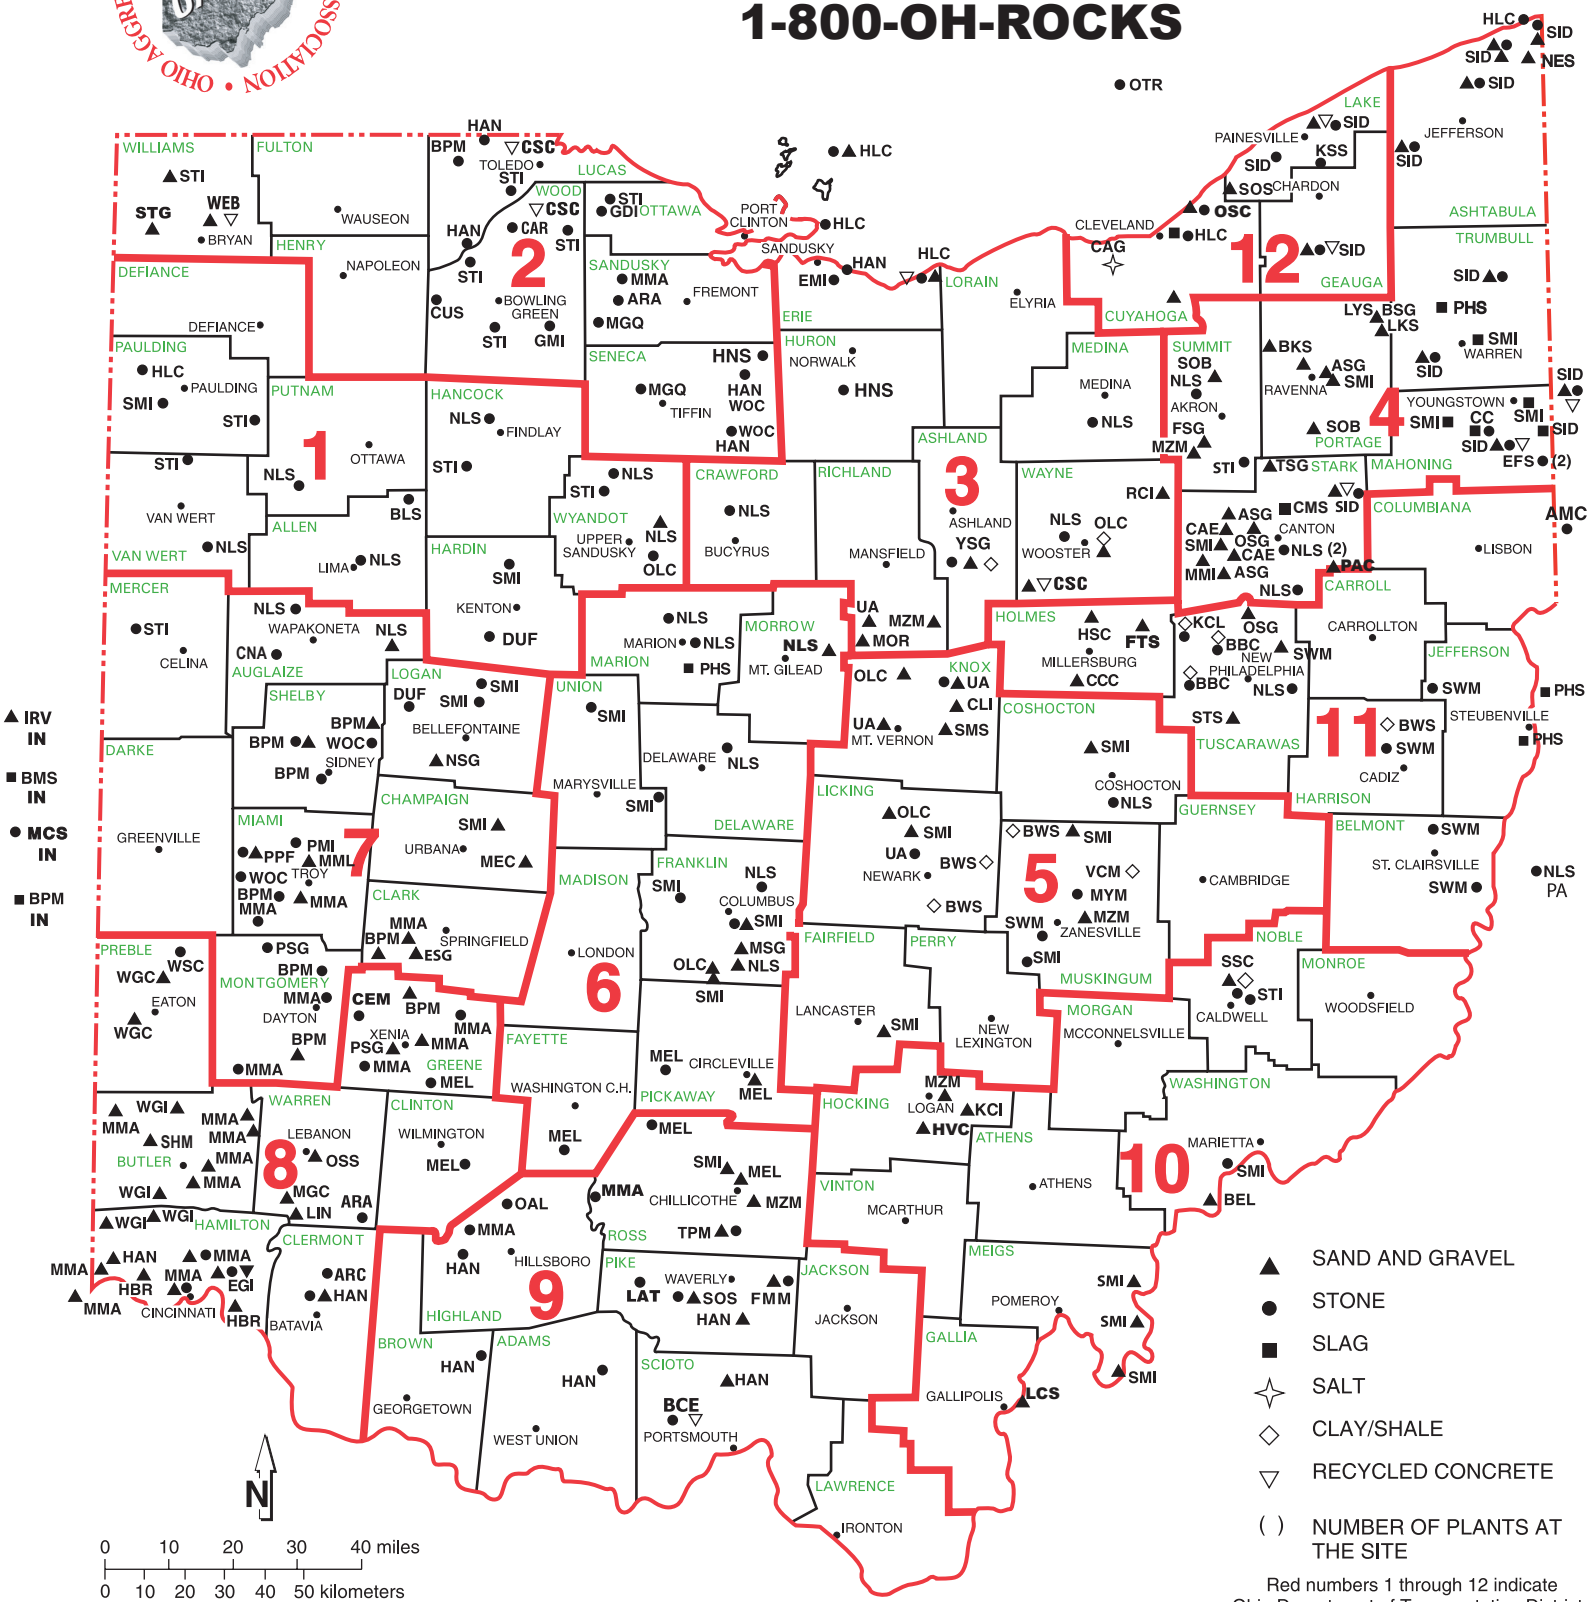 OHIO AGGRE
SSOCIATION
1-800-OH-ROCKS
HLC
SID
SID
NES
SID
OTR
LAKE
PAINESVILLE
SID
JEFFERSON
KSS
SID
SID
SOS
CHARDON
OSC
ASHTABULA
CLEVELAND
HLC
CAG
12
SID
TRUMBULL
GEAUGA
SID
CUYAHOGA
LYS
BSG
LKS
PHS
SMI
WARREN
SID
WILLIAMS
STI
STG
WEB
BRYAN
FULTON
WAUSEON
HENRY
NAPOLEON
HAN
BPM
CSC
TOLEDO
STI
LUCAS
WOOD
CSC
CAR
STI
HAN
STI
2
CUS
BOWLING
GREEN
STI
GMI
STI
GDI
OTTAWA
PORT
CLINTON
HLC
HLC
SANDUSKY
SANDUSKY
MMA
ARA
FREMONT
MGQ
EMI
HAN
HLC
ERIE
LORAIN
ELYRIA
DEFIANCE
DEFIANCE
PAULDING
HLC
PAULDING
SMI
STI
PUTNAM
1
OTTAWA
NLS
STI
BLS
VAN WERT
NLS
VAN WERT
ALLEN
LIMA
NLS
HANCOCK
NLS
FINDLAY
STI
SENECA
HNS
HAN
WOC
MGQ
TIFFIN
WOC
HAN
HURON
NORWALK
HNS
MEDINA
MEDINA
NLS
SUMMIT
SOB
NLS
AKRON
FSG
MZM
STI
BKS
RAVENNA
ASG
SMI
SOB
PORTAGE
4
YOUNGSTOWN
SMI
CC
SMI
SID
SID
SID
EFS
(2)
TSG
STARK
MAHONING
COLUMBIANA
AMC
LISBON
WYANDOT
NLS
STI
UPPER
SANDUSKY
NLS
OLC
CRAWFORD
NLS
BUCYRUS
RICHLAND
MANSFIELD
ASHLAND
3
ASHLAND
YSG
WAYNE
RCI
NLS
OLC
WOOSTER
CSC
ASG
CMS
SID
CAE
OSG
CANTON
SMI
CAE
NLS (2)
MMI
ASG
PAC
NLS
MERCER
STI
CELINA
NLS
WAPAKONETA
NLS
CNA
AUGLAIZE
HARDIN
SMI
KENTON
DUF
NLS
MARION
NLS
MARION
PHS
MORROW
NLS
MT. GILEAD
UA
MZM
MOR
HOLMES
HSC
FTS
MILLERSBURG
CCC
KCL
OSG
BBC
NEW
PHILADELPHIA
SWM
BBC
NLS
STS
TUSCARAWAS
CARROLL
CARROLLTON
JEFFERSON
SWM
PHS
STEUBENVILLE
PHS
11
BWS
SWM
CADIZ
HARRISON
SHELBY
BPM
BPM
WOC
SIDNEY
BPM
LOGAN
DUF
SMI
SMI
BELLEFONTAINE
NSG
UNION
SMI
MARYSVILLE
DELAWARE
NLS
SMI
DELAWARE
KNOX
OLC
UA
CLI
UA
MT. VERNON
SMS
COSHOCTON
SMI
COSHOCTON
NLS
GUERNSEY
CAMBRIDGE
BELMONT
SWM
ST. CLAIRSVILLE
SWM
NLS
PA
IRV
IN
BMS
IN
MCS
IN
BPM
IN
DARKE
GREENVILLE
MIAMI
PMI
PPF
MML
TROY
WOC
BPM
MMA
MMA
7
CHAMPAIGN
SMI
URBANA
MEC
CLARK
MMA
BPM
SPRINGFIELD
ESG
LICKING
OLC
SMI
UA
BWS
NEWARK
BWS
BWS
SMI
5
VCM
MYM
MZM
SWM
ZANESVILLE
SMI
MUSKINGUM
MADISON
LONDON
6
FRANKLIN
NLS
SMI
COLUMBUS
SMI
MSG
OLC
NLS
SMI
FAIRFIELD
PERRY
LANCASTER
SMI
NEW
LEXINGTON
NOBLE
SSC
STI
CALDWELL
MONROE
WOODSFIELD
MORGAN
MCCONNELSVILLE
PREBLE
WSC
WGC
EATON
WGC
PSG
BPM
MONTGOMERY
MMA
DAYTON
BPM
MMA
CEM
BPM
MMA
XENIA
PSG
MMA
MMA
GREENE
MEL
FAYETTE
WASHINGTON C.H.
MEL
MEL
CIRCLEVILLE
MEL
PICKAWAY
HOCKING
MZM
LOGAN
KCI
HVC
ATHENS
ATHENS
WASHINGTON
MARIETTA
SMI
10
BEL
WGI
MMA
MMA
SHM
MMA
BUTLER
MMA
MMA
WGI
WARREN
LEBANON
8
OSS
MGC
LIN
ARA
CLINTON
WILMINGTON
MEL
WGI
WGI
HAMILTON
HAN
MMA
MMA
HBR
MMA
EGI
MMA
CINCINNATI
HBR
CLERMONT
ARC
HAN
BATAVIA
OAL
MMA
HAN
HILLSBORO
9
HIGHLAND
MEL
SMI
MEL
MMA
CHILLICOTHE
MZM
TPM
ROSS
VINTON
MCARTHUR
MEIGS
SMI
POMEROY
SMI
SMI
PIKE
WAVERLY
LAT
SOS
FMM
HAN
JACKSON
JACKSON
GALLIA
GALLIPOLIS
LCS
BROWN
HAN
GEORGETOWN
ADAMS
HAN
WEST UNION
SCIOTO
HAN
BCE
PORTSMOUTH
LAWRENCE
IRONTON
N
0 10 20 30 40 miles
0 10 20 30 40 50 kilometers
SAND AND GRAVEL
STONE
SLAG
SALT
CLAY/SHALE
RECYCLED CONCRETE
( ) NUMBER OF PLANTS AT
THE SITE
Red numbers 1 through 12 indicate